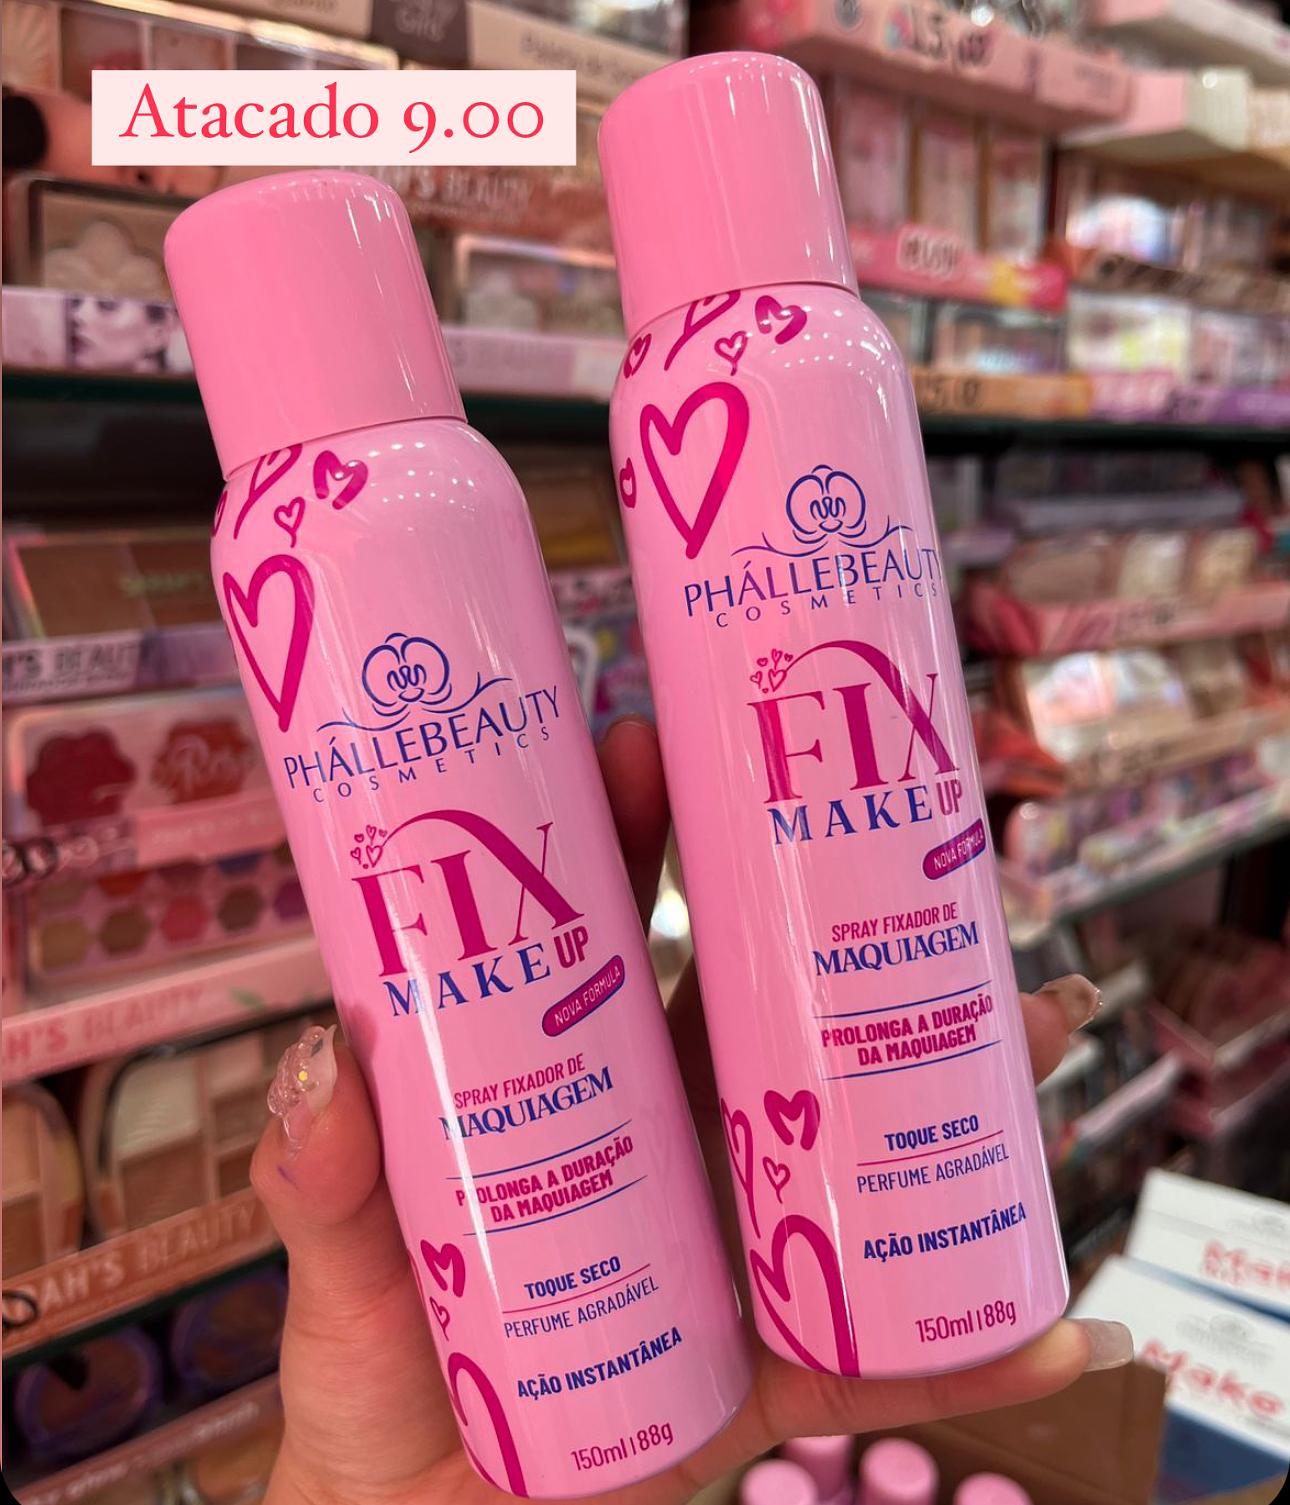 Atacado 9.00
PHÁLLEBEAUTY
COSMETICS
FIX
MAKE UP
NOVA FÓRMULA
SPRAY FIXADOR DE
MAQUIAGEM
PROLONGA A DURAÇÃO
DA MAQUIAGEM
TOQUE SECO
PERFUME AGRADÁVEL
AÇÃO INSTANTÂNEA
150ml | 88g
PHÁLLEBEAUTY
COSMETICS
FIX
MAKE UP
NOVA FÓRMULA
SPRAY FIXADOR DE
MAQUIAGEM
PROLONGA A DURAÇÃO
DA MAQUIAGEM
TOQUE SECO
PERFUME AGRADÁVEL
AÇÃO INSTANTÂNEA
150ml | 88g